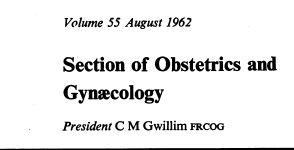 Volume 55 August 1962
Section of Obstetrics and
Gynæcology
President C M Gwillim FRCOG